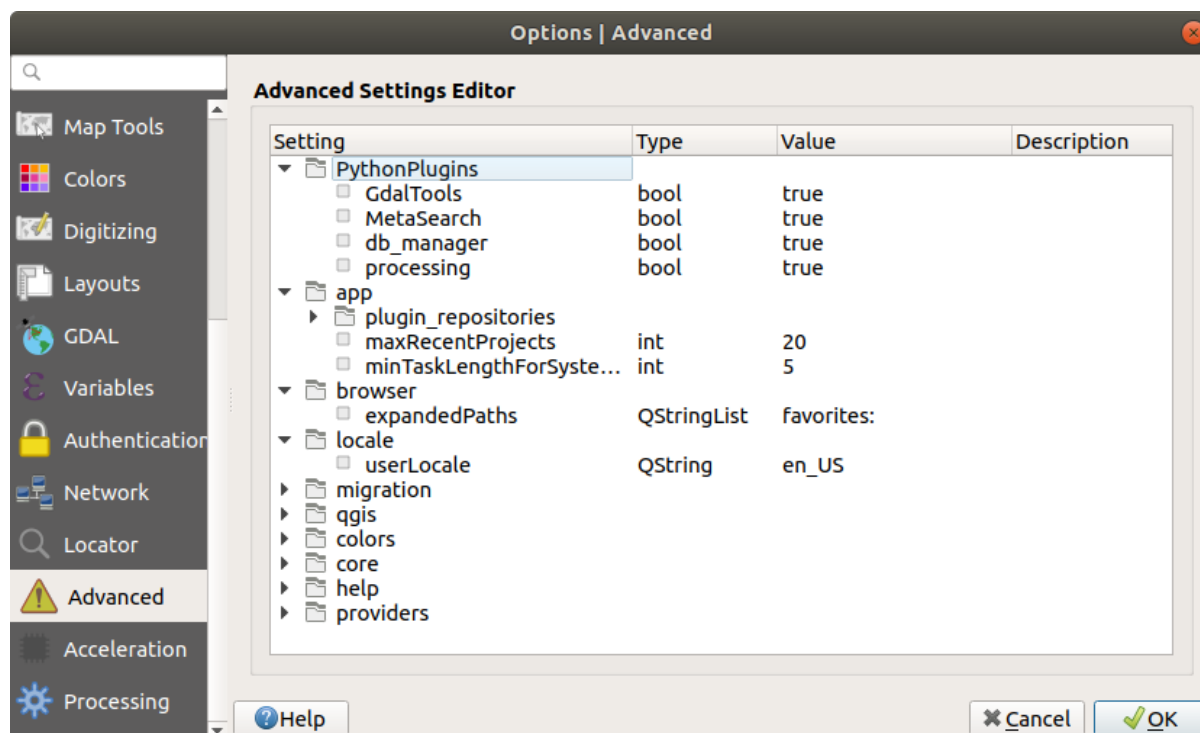 Options | Advanced
Map Tools
Colors
Digitizing
Layouts
GDAL
Variables
Authentication
Network
Locator
Advanced
Acceleration
Processing
Advanced Settings Editor
Setting Type Value Description
PythonPlugins
GdalTools bool true
MetaSearch bool true
db_manager bool true
processing bool true
app
plugin_repositories
maxRecentProjects int 20
minTaskLengthForSyste... int 5
browser
expandedPaths QStringList favorites:
locale
userLocale QString en_US
migration
qgis
colors
core
help
providers
Help Cancel OK